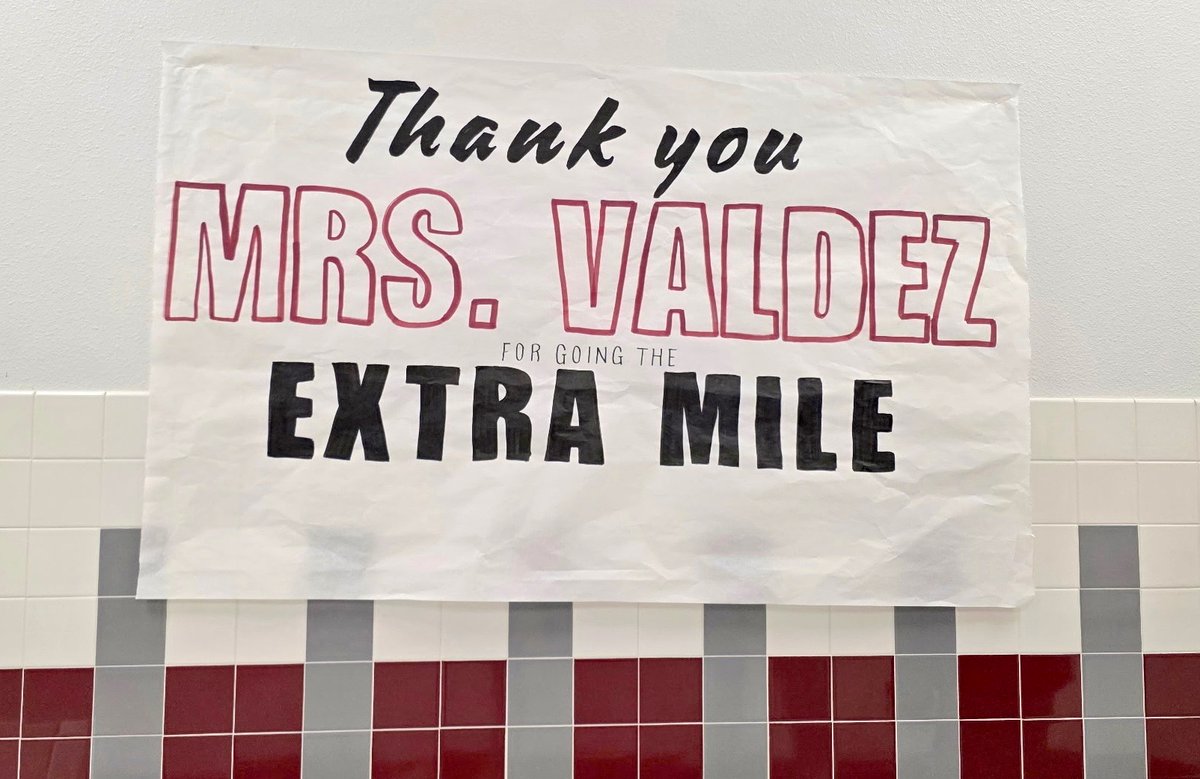 Thank you
MRS. VALDEZ
FOR GOING THE
EXTRA MILE